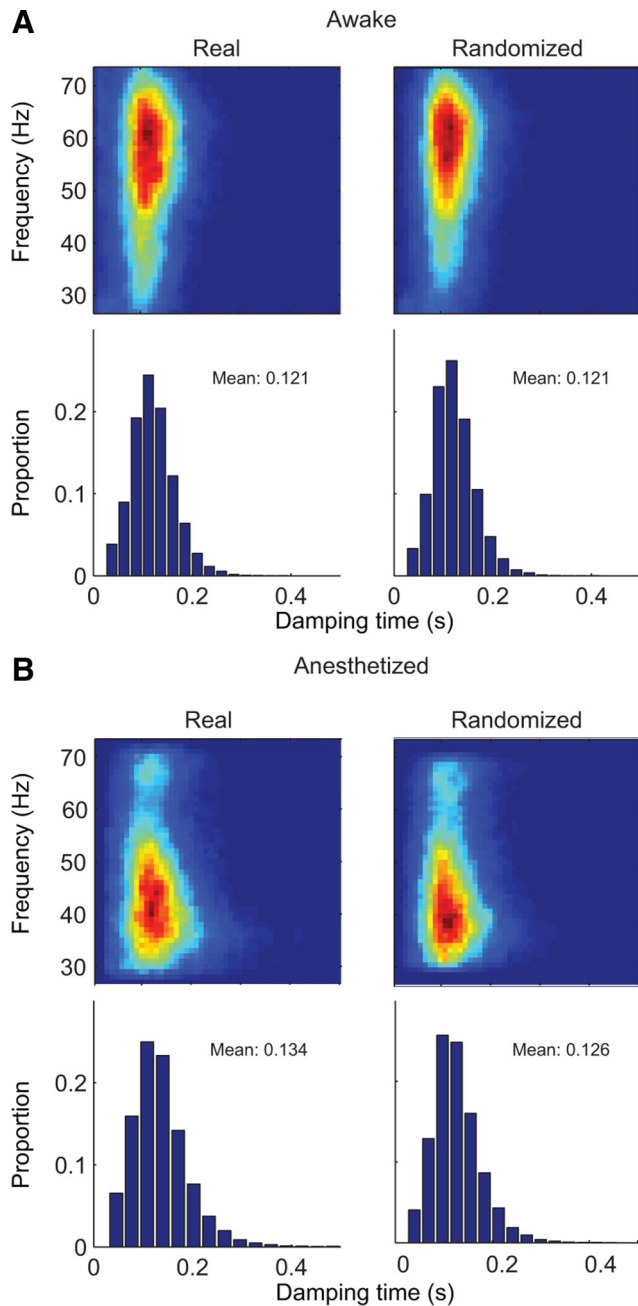 A
Awake
Real Randomized
Frequency (Hz)
70
60
50
40
30
Mean: 0.121 Mean: 0.121
Proportion
0.2
0.1
0
0 0.2 0.4 0 0.2 0.4
Damping time (s)
B
Anesthetized
Real Randomized
Frequency (Hz)
70
60
50
40
30
Mean: 0.134 Mean: 0.126
Proportion
0.2
0.1
0
0 0.2 0.4 0 0.2 0.4
Damping time (s)